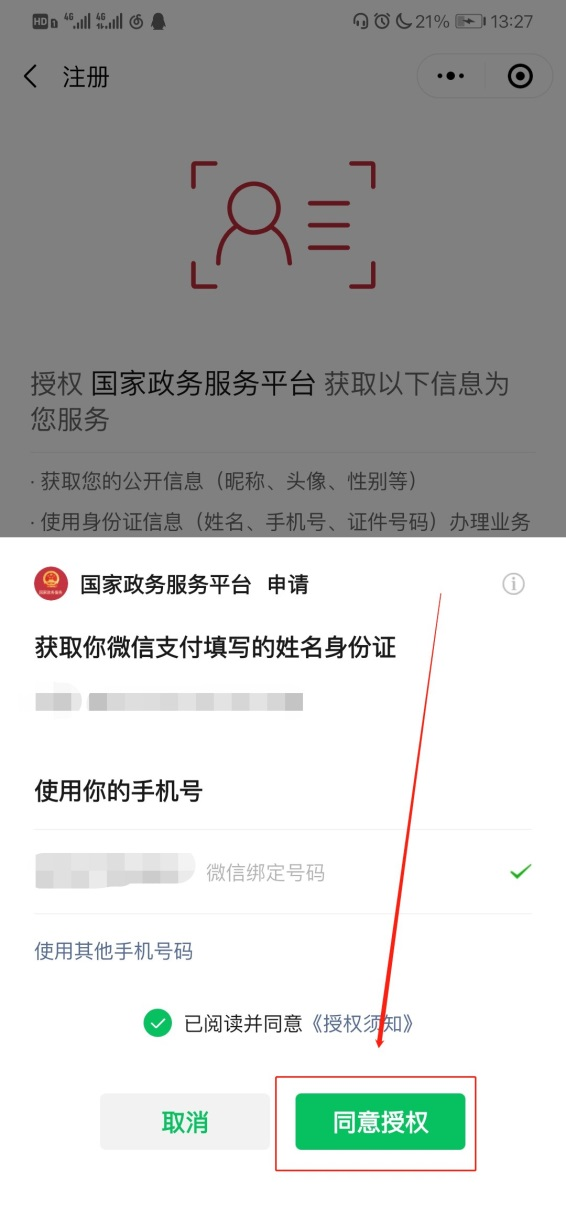 HD 4G 4G 21% 13:27
注册
授权 国家政务服务平台 获取以下信息为
您服务
· 获取您的公开信息（昵称、头像、性别等）
· 使用身份证信息（姓名、手机号、证件号码）办理业务
国家政务服务平台 申请
获取你微信支付填写的姓名身份证
使用你的手机号
微信绑定号码
使用其他手机号码
已阅读并同意《授权须知》
取消
同意授权